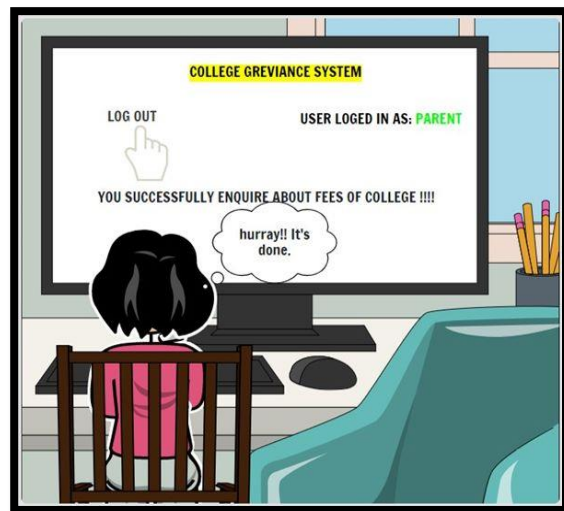 COLLEGE GREVIANCE SYSTEM
LOG OUT
USER LOGED IN AS: PARENT
YOU SUCCESSFULLY ENQUIRE ABOUT FEES OF COLLEGE !!!!
hurray!! It's
done.